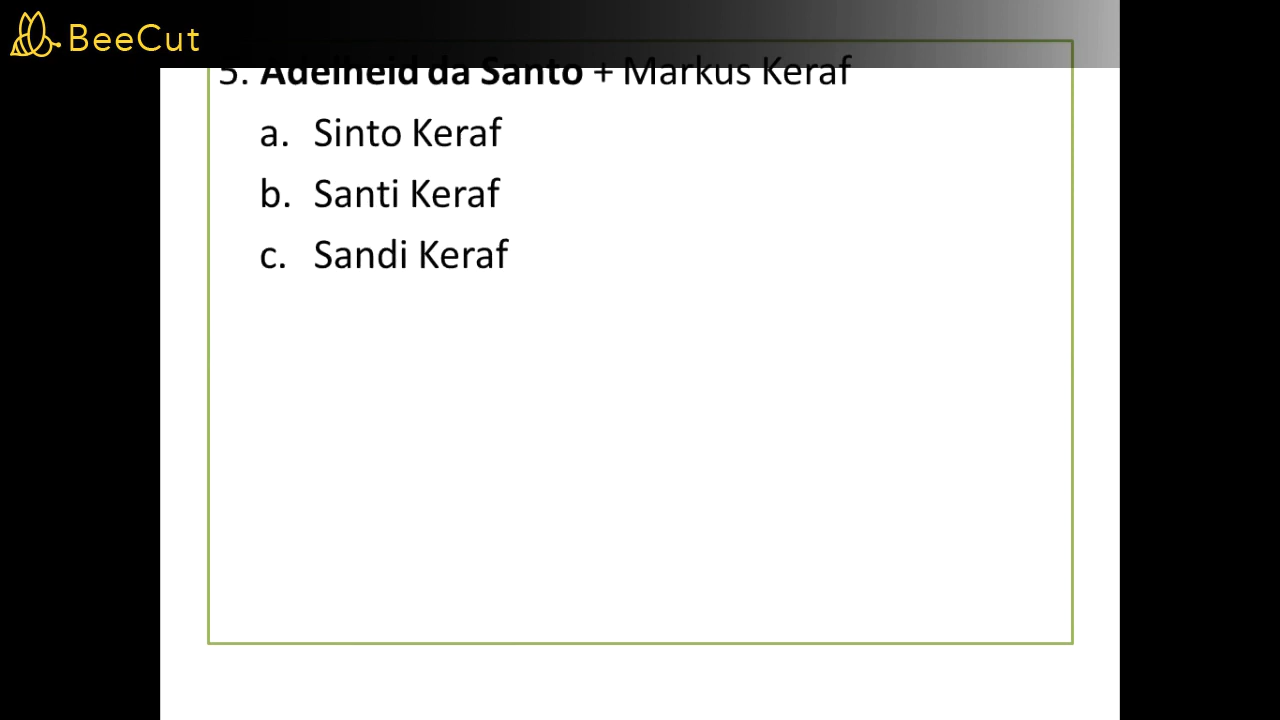 BeeCut
5. Adelheid da Santo + Markus Keraf
a. Sinto Keraf
b. Santi Keraf
c. Sandi Keraf